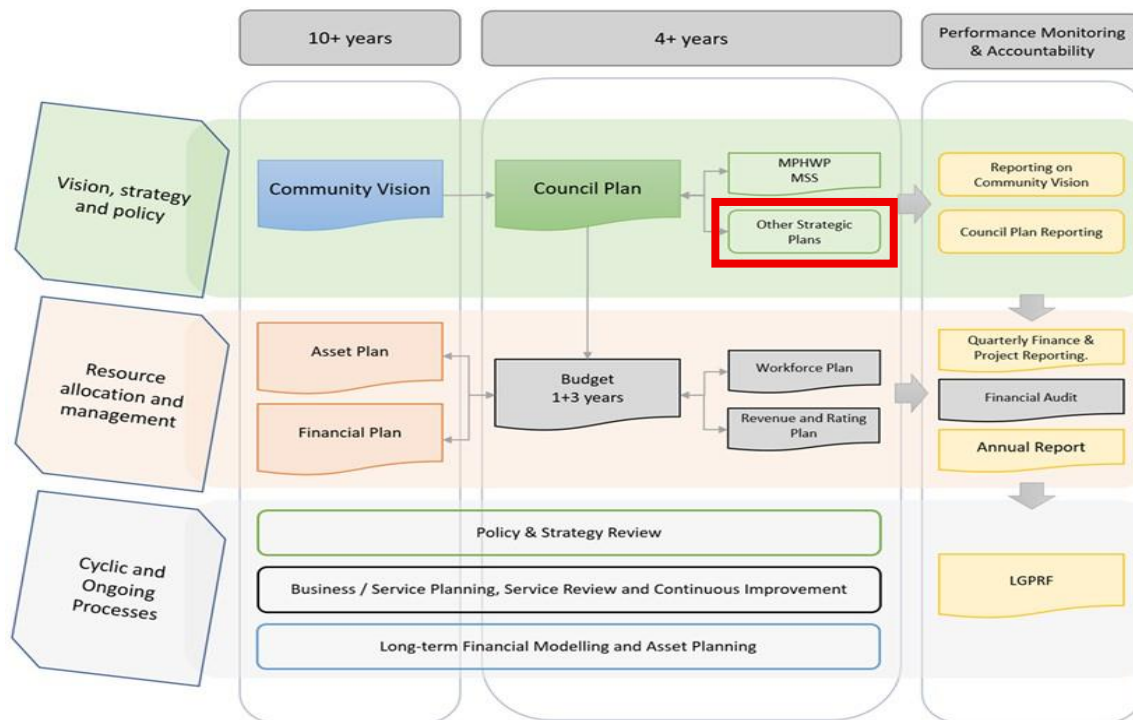 10+ years
4+ years
Performance Monitoring
& Accountability
Vision, strategy
and policy
Community Vision
Council Plan
MPHWP
MSS
Other Strategic
Plans
Reporting on
Community Vision
Council Plan Reporting
Resource
allocation and
management
Asset Plan
Financial Plan
Budget
1+3 years
Workforce Plan
Revenue and Rating
Plan
Quarterly Finance &
Project Reporting.
Financial Audit
Annual Report
Cyclic and
Ongoing
Processes
Policy & Strategy Review
Business / Service Planning, Service Review and Continuous Improvement
Long-term Financial Modelling and Asset Planning
LGPRF